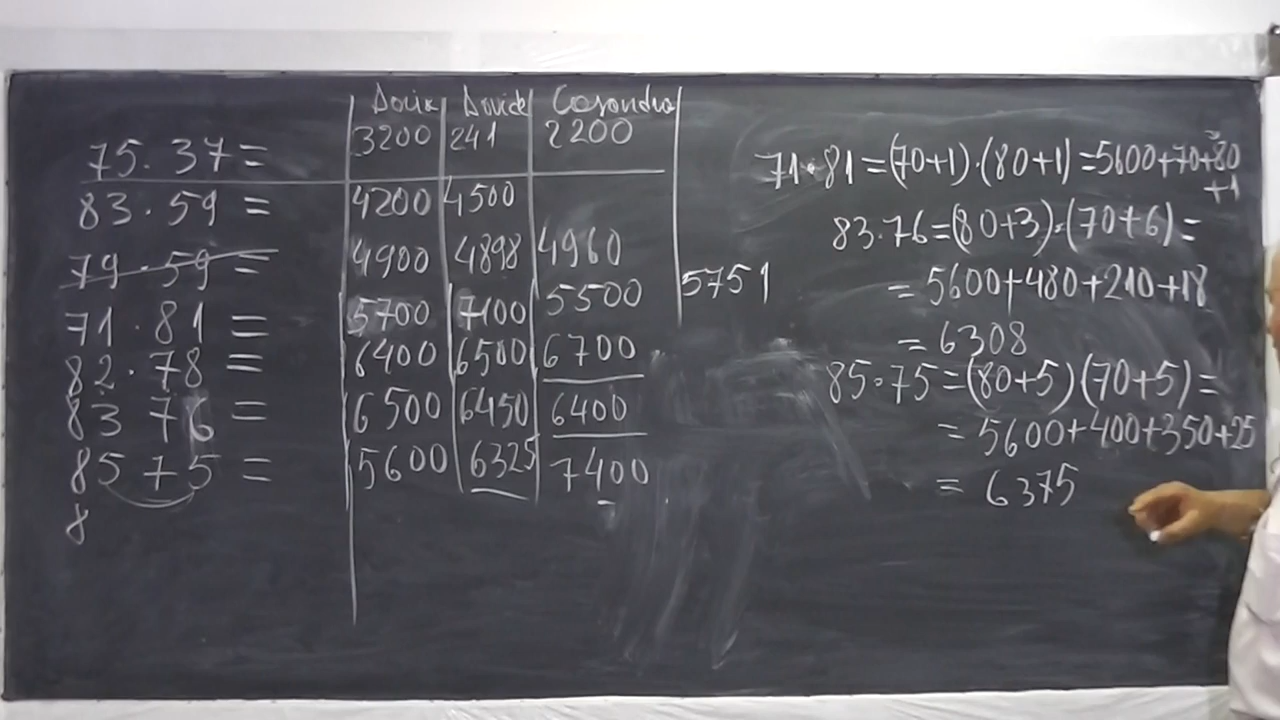 Daria Davide Casandra
75 · 37 = 3200 241 2200
83 · 59 = 4200 4500
79 · 59 = 4900 4898 4960
71 · 81 = 5700 7100 5500 5751
82 · 78 = 6400 6500 6700
83 76 = 6500 6450 6400
85 75 = 5600 6325 7400
8
71 · 81 = (70+1) · (80+1) = 5600+70+80
+1
83 · 76 = (80+3) · (70+6) =
= 5600+480+210+18
= 6308
85 · 75 = (80+5) (70+5) =
= 5600+400+350+25
= 6375